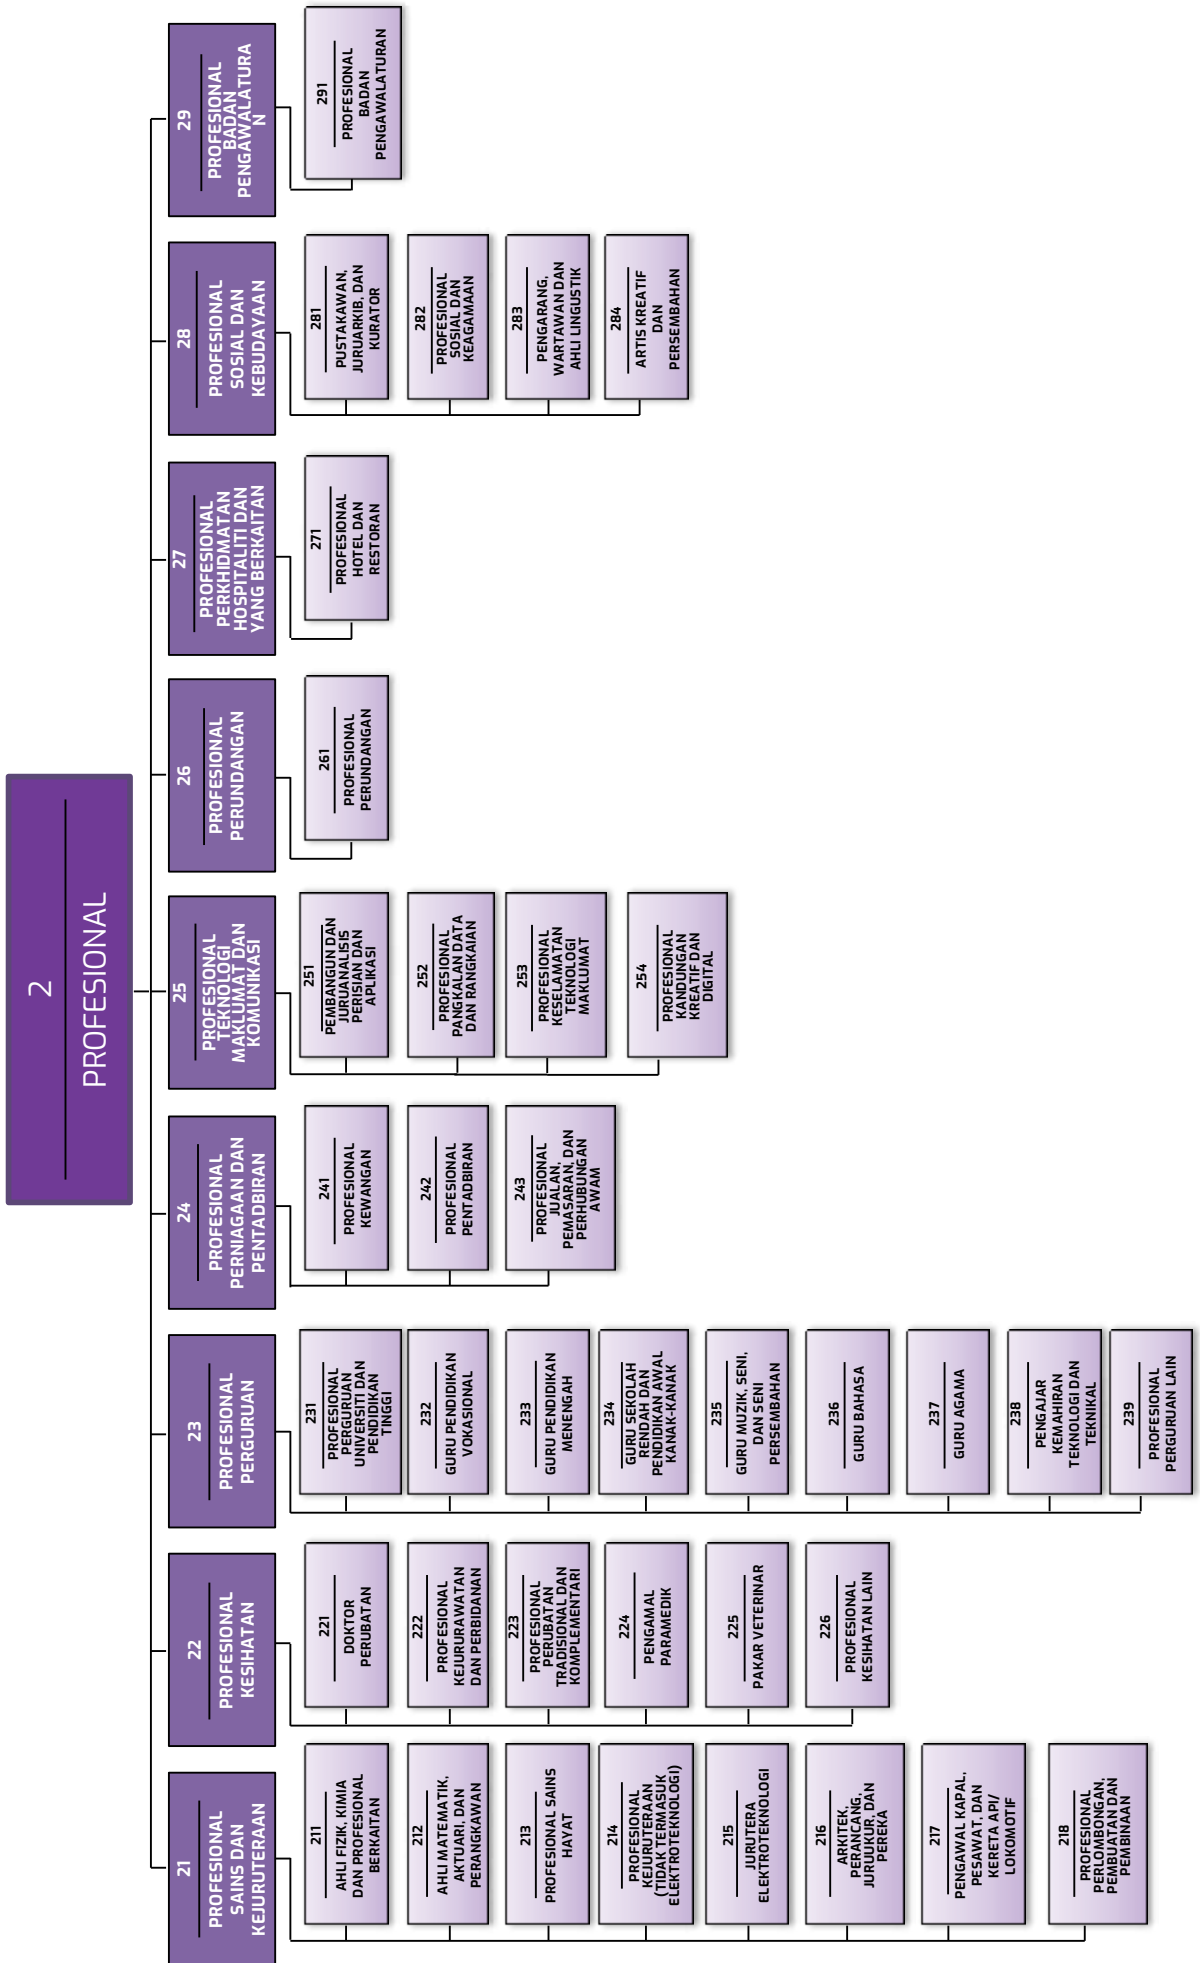 2
PROFESIONAL
21
PROFESIONAL
SAINS DAN
KEJURUTERAAN
211
AHLI FIZIK, KIMIA
DAN PROFESIONAL
BERKAITAN
212
AHLI MATEMATIK,
AKTUARI, DAN
PERANGKAWAN
213
PROFESIONAL SAINS
HAYAT
214
PROFESIONAL
KEJURUTERAAN
(TIDAK TERMASUK
ELEKTROTEKNOLOGI)
215
JURUTERA
ELEKTROTEKNOLOGI
216
ARKITEK,
PERANCANG,
JURUUKUR, DAN
PEREKA
217
PENGAWAL KAPAL,
PESAWAT, DAN
KERETA API/
LOKOMOTIF
218
PROFESIONAL
PERLOMBONGAN,
PEMBUATAN DAN
PEMBINAAN
22
PROFESIONAL
KESIHATAN
221
DOKTOR
PERUBATAN
222
PROFESIONAL
KEJURURAWATAN
DAN PERBIDANAN
223
PROFESIONAL
PERUBATAN
TRADISIONAL DAN
KOMPLEMENTARI
224
PENGAMAL
PARAMEDIK
225
PAKAR VETERINAR
226
PROFESIONAL
KESIHATAN LAIN
23
PROFESIONAL
PERGURUAN
231
PROFESIONAL
PERGURUAN
UNIVERSITI DAN
PENDIDIKAN
TINGGI
232
GURU PENDIDIKAN
VOKASIONAL
233
GURU PENDIDIKAN
MENENGAH
234
GURU SEKOLAH
RENDAH DAN
PENDIDIKAN AWAL
KANAK-KANAK
235
GURU MUZIK, SENI,
DAN SENI
PERSEMBAHAN
236
GURU BAHASA
237
GURU AGAMA
238
PENGAJAR
KEMAHIRAN
TEKNOLOGI DAN
TEKNIKAL
239
PROFESIONAL
PERGURUAN LAIN
24
PROFESIONAL
PERNIAGAAN DAN
PENTADBIRAN
241
PROFESIONAL
KEWANGAN
242
PROFESIONAL
PENTADBIRAN
243
PROFESIONAL
JUALAN,
PEMASARAN, DAN
PERHUBUNGAN
AWAM
25
PROFESIONAL
TEKNOLOGI
MAKLUMAT DAN
KOMUNIKASI
251
PEMBANGUN DAN
JURUANALISIS
PERISIAN DAN
APLIKASI
252
PROFESIONAL
PANGKALAN DATA
DAN RANGKAIAN
253
PROFESIONAL
KESELAMATAN
TEKNOLOGI
MAKLUMAT
254
PROFESIONAL
KANDUNGAN
KREATIF DAN
DIGITAL
26
PROFESIONAL
PERUNDANGAN
261
PROFESIONAL
PERUNDANGAN
27
PROFESIONAL
PERKHIDMATAN
HOSPITALITI DAN
YANG BERKAITAN
271
PROFESIONAL
HOTEL DAN
RESTORAN
28
PROFESIONAL
SOSIAL DAN
KEBUDAYAAN
281
PUSTAKAWAN,
JURUARKIB, DAN
KURATOR
282
PROFESIONAL
SOSIAL DAN
KEAGAMAAN
283
PENGARANG,
WARTAWAN DAN
AHLI LINGUSTIK
284
ARTIS KREATIF
DAN
PERSEMBAHAN
29
PROFESIONAL
BADAN
PENGAWALATURA
N
291
PROFESIONAL
BADAN
PENGAWALATURAN